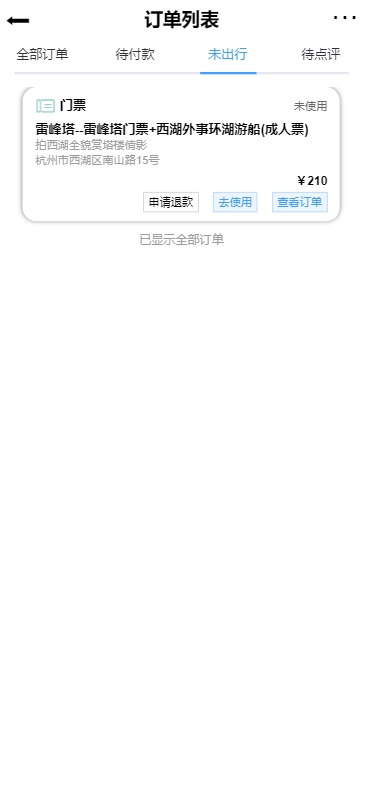 订单列表 ...
全部订单 待付款 未出行 待点评
门票 未使用
雷峰塔--雷峰塔门票+西湖外事环湖游船(成人票)
拍西湖全貌赏塔楼倩影
杭州市西湖区南山路15号
￥210
申请退款 去使用 查看订单
已显示全部订单